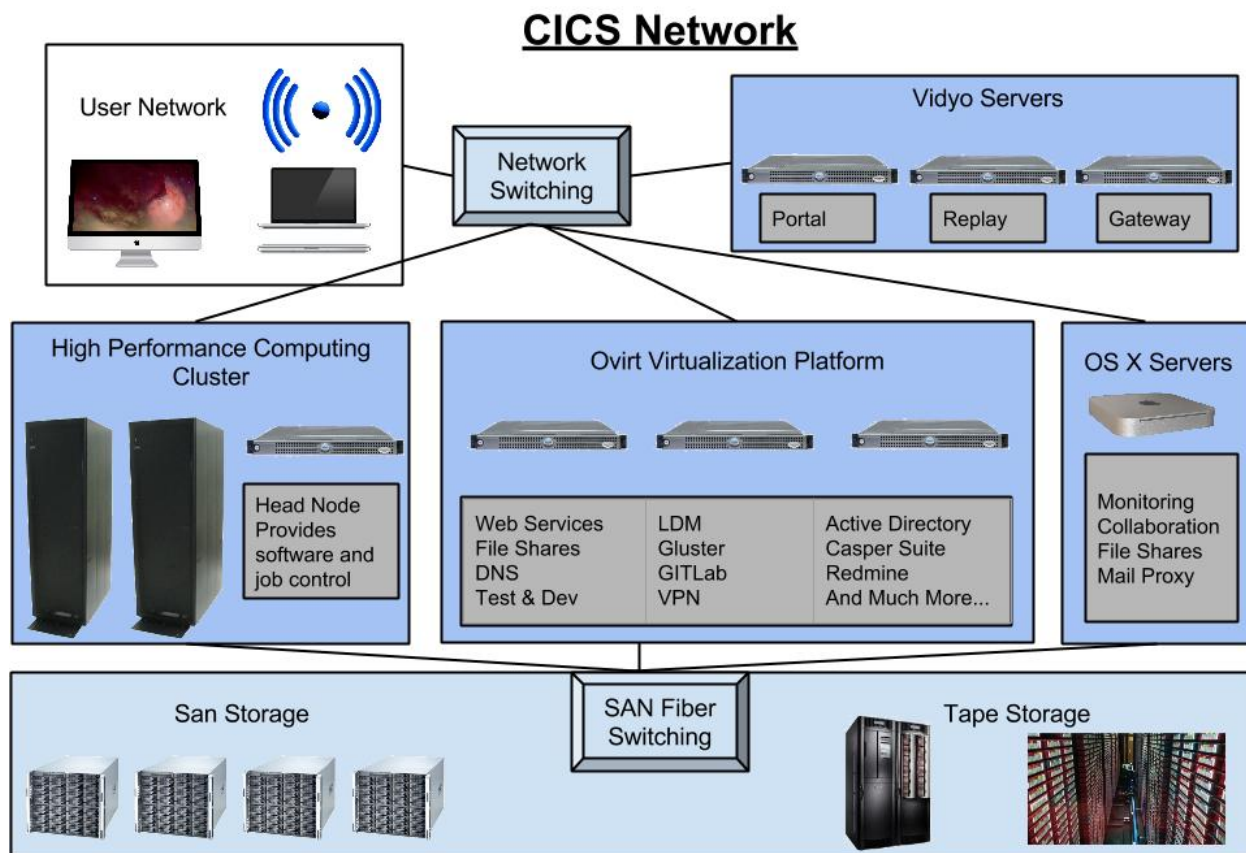 CICS Network
User Network
Network
Switching
Vidyo Servers
Portal
Replay
Gateway
High Performance Computing
Cluster
Head Node
Provides
software and
job control
Ovirt Virtualization Platform
Web Services
File Shares
DNS
Test & Dev
LDM
Gluster
GITLab
VPN
Active Directory
Casper Suite
Redmine
And Much More...
OS X Servers
Monitoring
Collaboration
File Shares
Mail Proxy
San Storage
SAN Fiber
Switching
Tape Storage